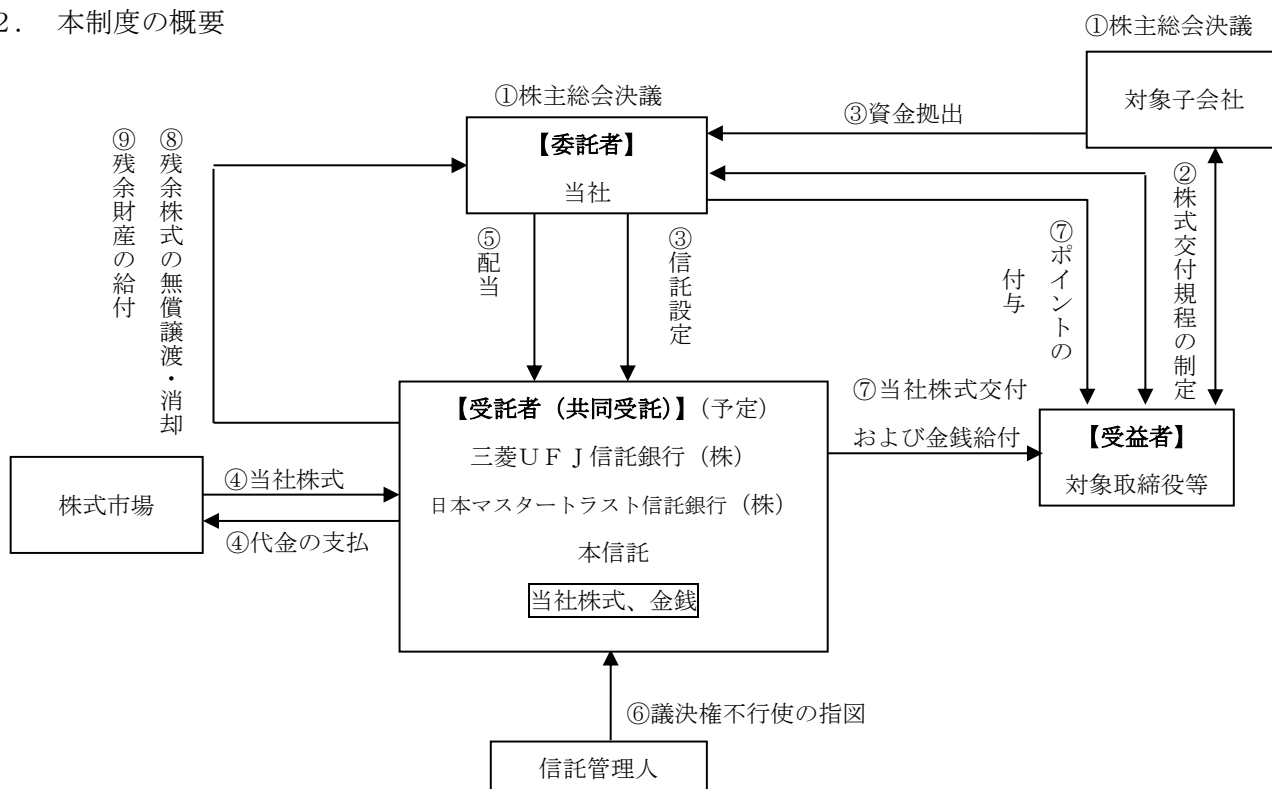 2. 本制度の概要
①株主総会決議
対象子会社
①株主総会決議
③資金拠出
【委託者】
当社
⑨残余財産の給付
⑧残余株式の無償譲渡・消却
⑤配当
③信託設定
⑦ポイントの
付与
②株式交付規程の制定
【受託者（共同受託）】（予定）
三菱UFJ信託銀行（株）
日本マスタートラスト信託銀行（株）
本信託
当社株式、金銭
⑦当社株式交付
および金銭給付
【受益者】
対象取締役等
株式市場
④当社株式
④代金の支払
⑥議決権不行使の指図
信託管理人